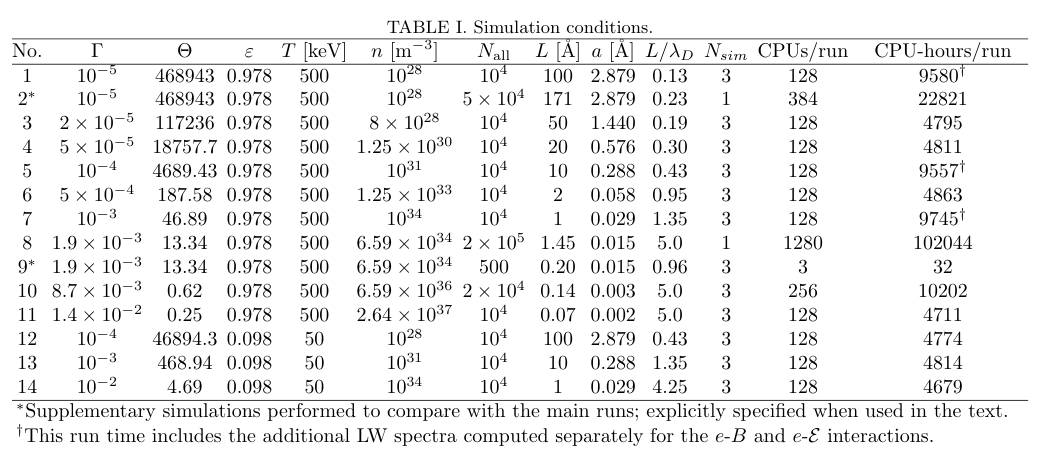 TABLE I. Simulation conditions.
No. Γ Θ ε T [keV] n [m⁻³] N_all L [Å] a [Å] L/λ_D N_sim CPUs/run CPU-hours/run
1 10⁻⁵ 468943 0.978 500 10²⁸ 10⁴ 100 2.879 0.13 3 128 9580†
2* 10⁻⁵ 468943 0.978 500 10²⁸ 5 × 10⁴ 171 2.879 0.23 1 384 22821
3 2 × 10⁻⁵ 117236 0.978 500 8 × 10²⁸ 10⁴ 50 1.440 0.19 3 128 4795
4 5 × 10⁻⁵ 18757.7 0.978 500 1.25 × 10³⁰ 10⁴ 20 0.576 0.30 3 128 4811
5 10⁻⁴ 4689.43 0.978 500 10³¹ 10⁴ 10 0.288 0.43 3 128 9557†
6 5 × 10⁻⁴ 187.58 0.978 500 1.25 × 10³³ 10⁴ 2 0.058 0.95 3 128 4863
7 10⁻³ 46.89 0.978 500 10³⁴ 10⁴ 1 0.029 1.35 3 128 9745†
8 1.9 × 10⁻³ 13.34 0.978 500 6.59 × 10³⁴ 2 × 10⁵ 1.45 0.015 5.0 1 1280 102044
9* 1.9 × 10⁻³ 13.34 0.978 500 6.59 × 10³⁴ 500 0.20 0.015 0.96 3 3 32
10 8.7 × 10⁻³ 0.62 0.978 500 6.59 × 10³⁶ 2 × 10⁴ 0.14 0.003 5.0 3 256 10202
11 1.4 × 10⁻² 0.25 0.978 500 2.64 × 10³⁷ 10⁴ 0.07 0.002 5.0 3 128 4711
12 10⁻⁴ 46894.3 0.098 50 10²⁸ 10⁴ 100 2.879 0.43 3 128 4774
13 10⁻³ 468.94 0.098 50 10³¹ 10⁴ 10 0.288 1.35 3 128 4814
14 10⁻² 4.69 0.098 50 10³⁴ 10⁴ 1 0.029 4.25 3 128 4679
*Supplementary simulations performed to compare with the main runs; explicitly specified when used in the text.
†This run time includes the additional LW spectra computed separately for the e-B and e-ℰ interactions.